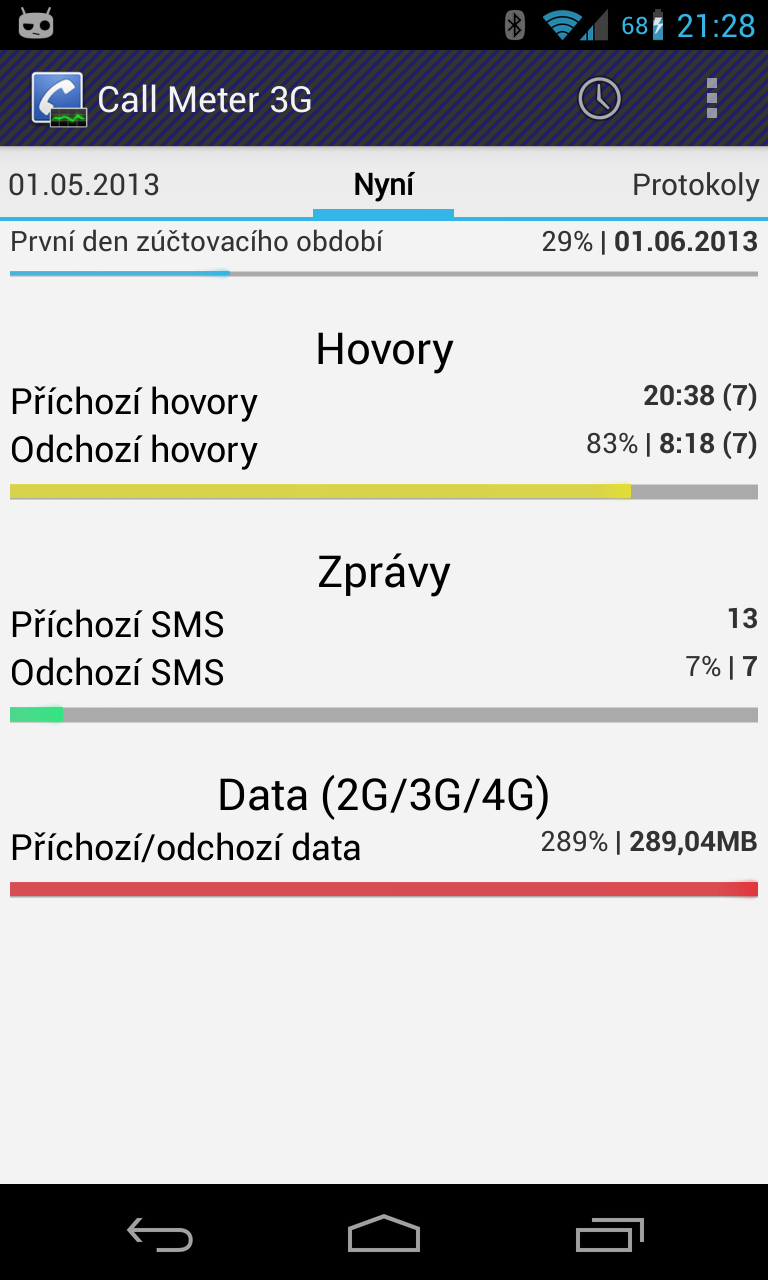 68 21:28
Call Meter 3G
01.05.2013 Nyní Protokoly
První den zúčtovacího období 29% | 01.06.2013
Hovory
Příchozí hovory 20:38 (7)
Odchozí hovory 83% | 8:18 (7)
Zprávy
Příchozí SMS 13
Odchozí SMS 7% | 7
Data (2G/3G/4G)
Příchozí/odchozí data 289% | 289,04MB